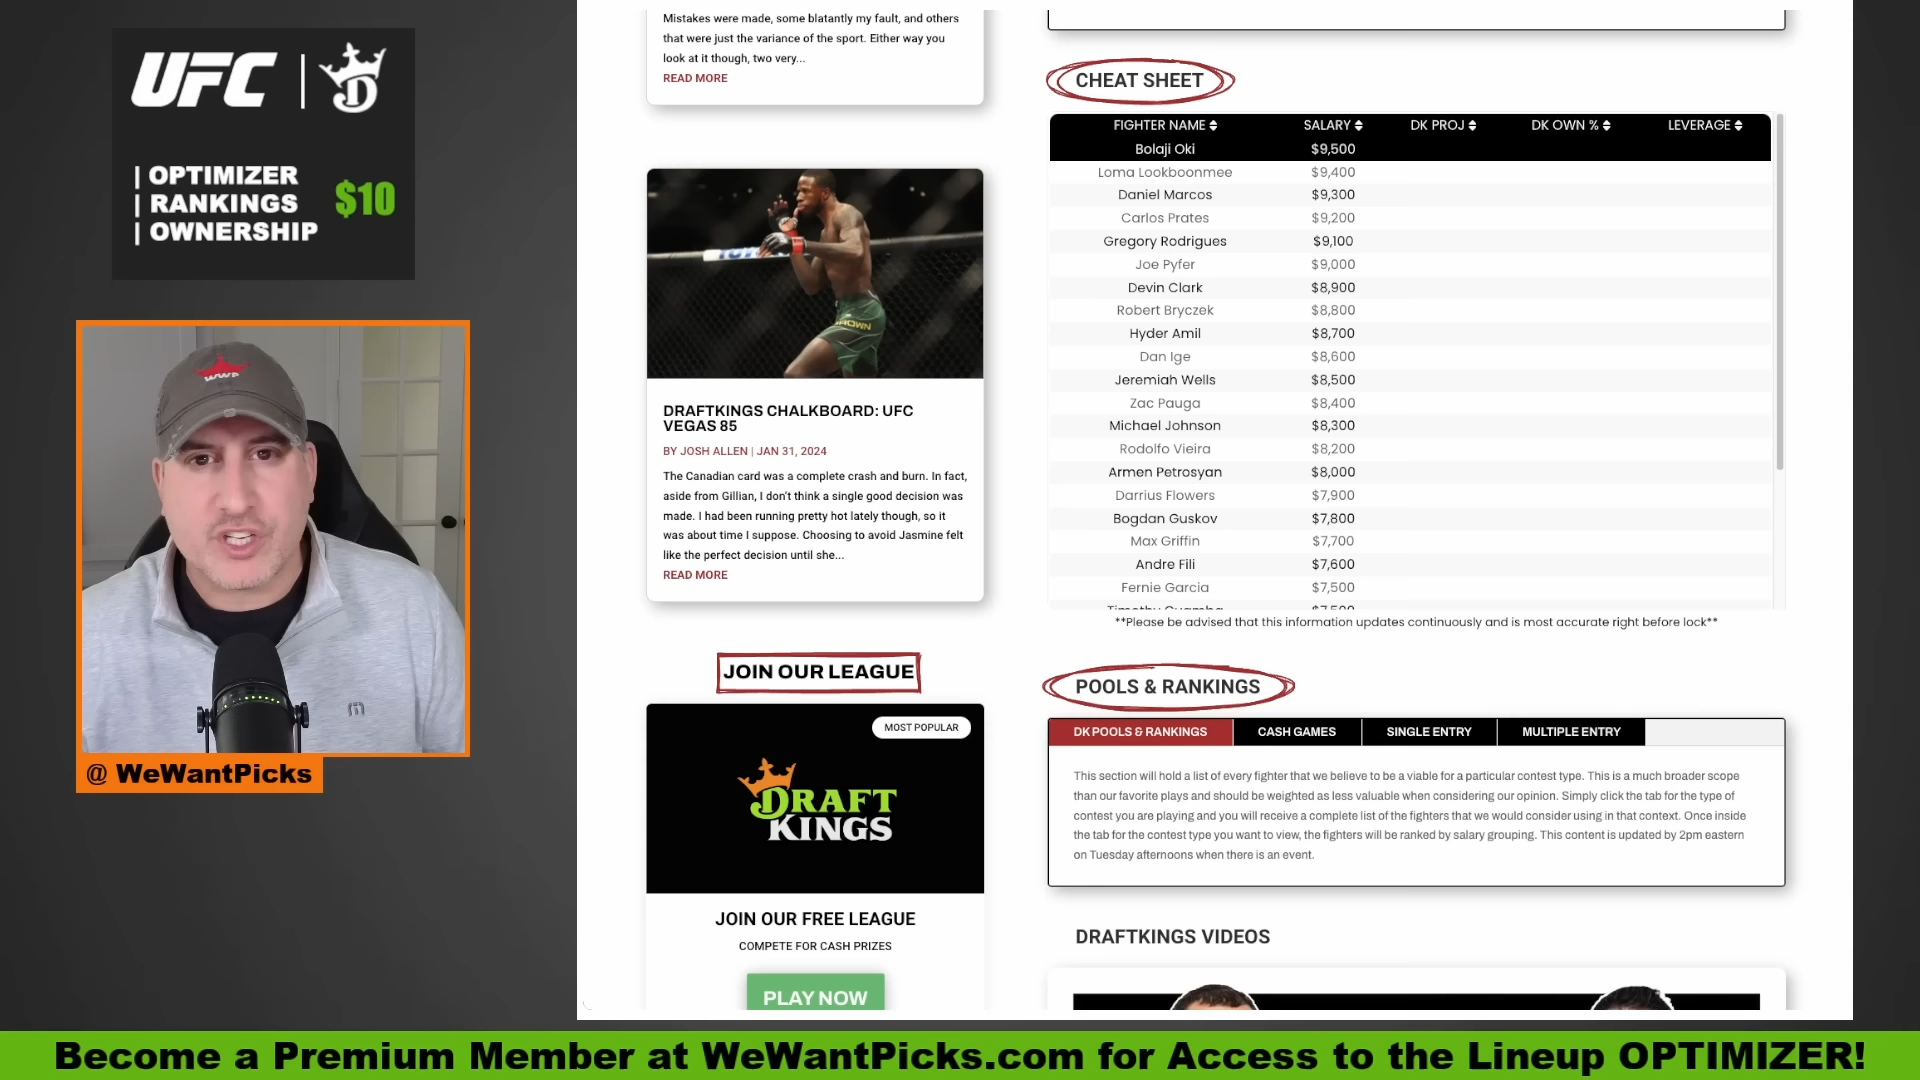 UFC
| OPTIMIZER
| RANKINGS
| OWNERSHIP
$10
@ WeWantPicks
Mistakes were made, some blatantly my fault, and others
that were just the variance of the sport. Either way you
look at it though, two very...
READ MORE
BROWN
DRAFTKINGS CHALKBOARD: UFC
VEGAS 85
BY JOSH ALLEN | JAN 31, 2024
The Canadian card was a complete crash and burn. In fact,
aside from Gillian, I don't think a single good decision was
made. I had been running pretty hot lately though, so it
was about time I suppose. Choosing to avoid Jasmine felt
like the perfect decision until she...
READ MORE
JOIN OUR LEAGUE
MOST POPULAR
DRAFT
KINGS
JOIN OUR FREE LEAGUE
COMPETE FOR CASH PRIZES
PLAY NOW
CHEAT SHEET
FIGHTER NAME SALARY DK PROJ DK OWN % LEVERAGE
Bolaji Oki $9,500
Loma Lookboonmee $9,400
Daniel Marcos $9,300
Carlos Prates $9,200
Gregory Rodrigues $9,100
Joe Pyfer $9,000
Devin Clark $8,900
Robert Bryczek $8,800
Hyder Amil $8,700
Dan Ige $8,600
Jeremiah Wells $8,500
Zac Pauga $8,400
Michael Johnson $8,300
Rodolfo Vieira $8,200
Armen Petrosyan $8,000
Darrius Flowers $7,900
Bogdan Guskov $7,800
Max Griffin $7,700
Andre Fili $7,600
Fernie Garcia $7,500
**Please be advised that this information updates continuously and is most accurate right before lock**
POOLS & RANKINGS
DK POOLS & RANKINGS CASH GAMES SINGLE ENTRY MULTIPLE ENTRY
This section will hold a list of every fighter that we believe to be a viable for a particular contest type. This is a much broader scope
than our favorite plays and should be weighted as less valuable when considering our opinion. Simply click the tab for the type of
contest you are playing and you will receive a complete list of the fighters that we would consider using in that context. Once inside
the tab for the contest type you want to view, the fighters will be ranked by salary grouping. This content is updated by 2pm eastern
on Tuesday afternoons when there is an event.
DRAFTKINGS VIDEOS
Become a Premium Member at WeWantPicks.com for Access to the Lineup OPTIMIZER!